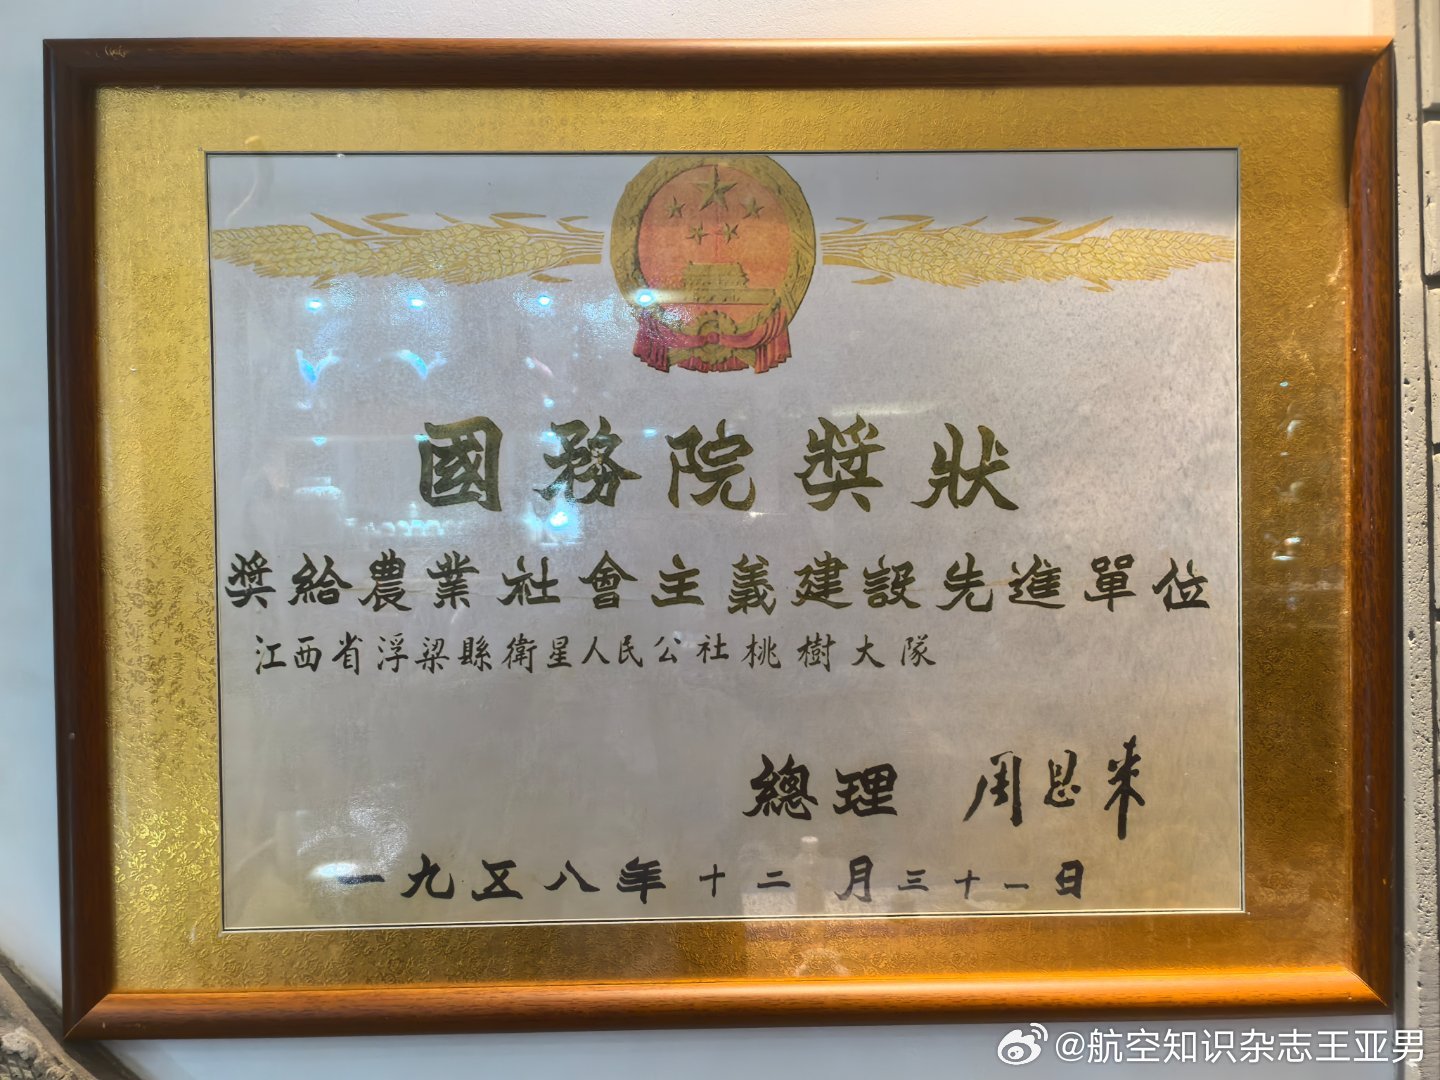 國務院奬狀
奬給農業社會主義建設先進單位
江西省浮梁縣衛星人民公社桃樹大隊
總理 周恩来
一九五八年十二月三十一日
@航空知识杂志王亚男